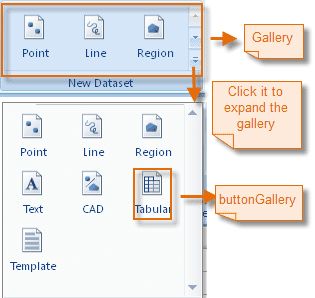 Point Line Region
New Dataset
Gallery
Click it to
expand the
gallery
Point Line Region
Text CAD Tabular
Template
buttonGallery